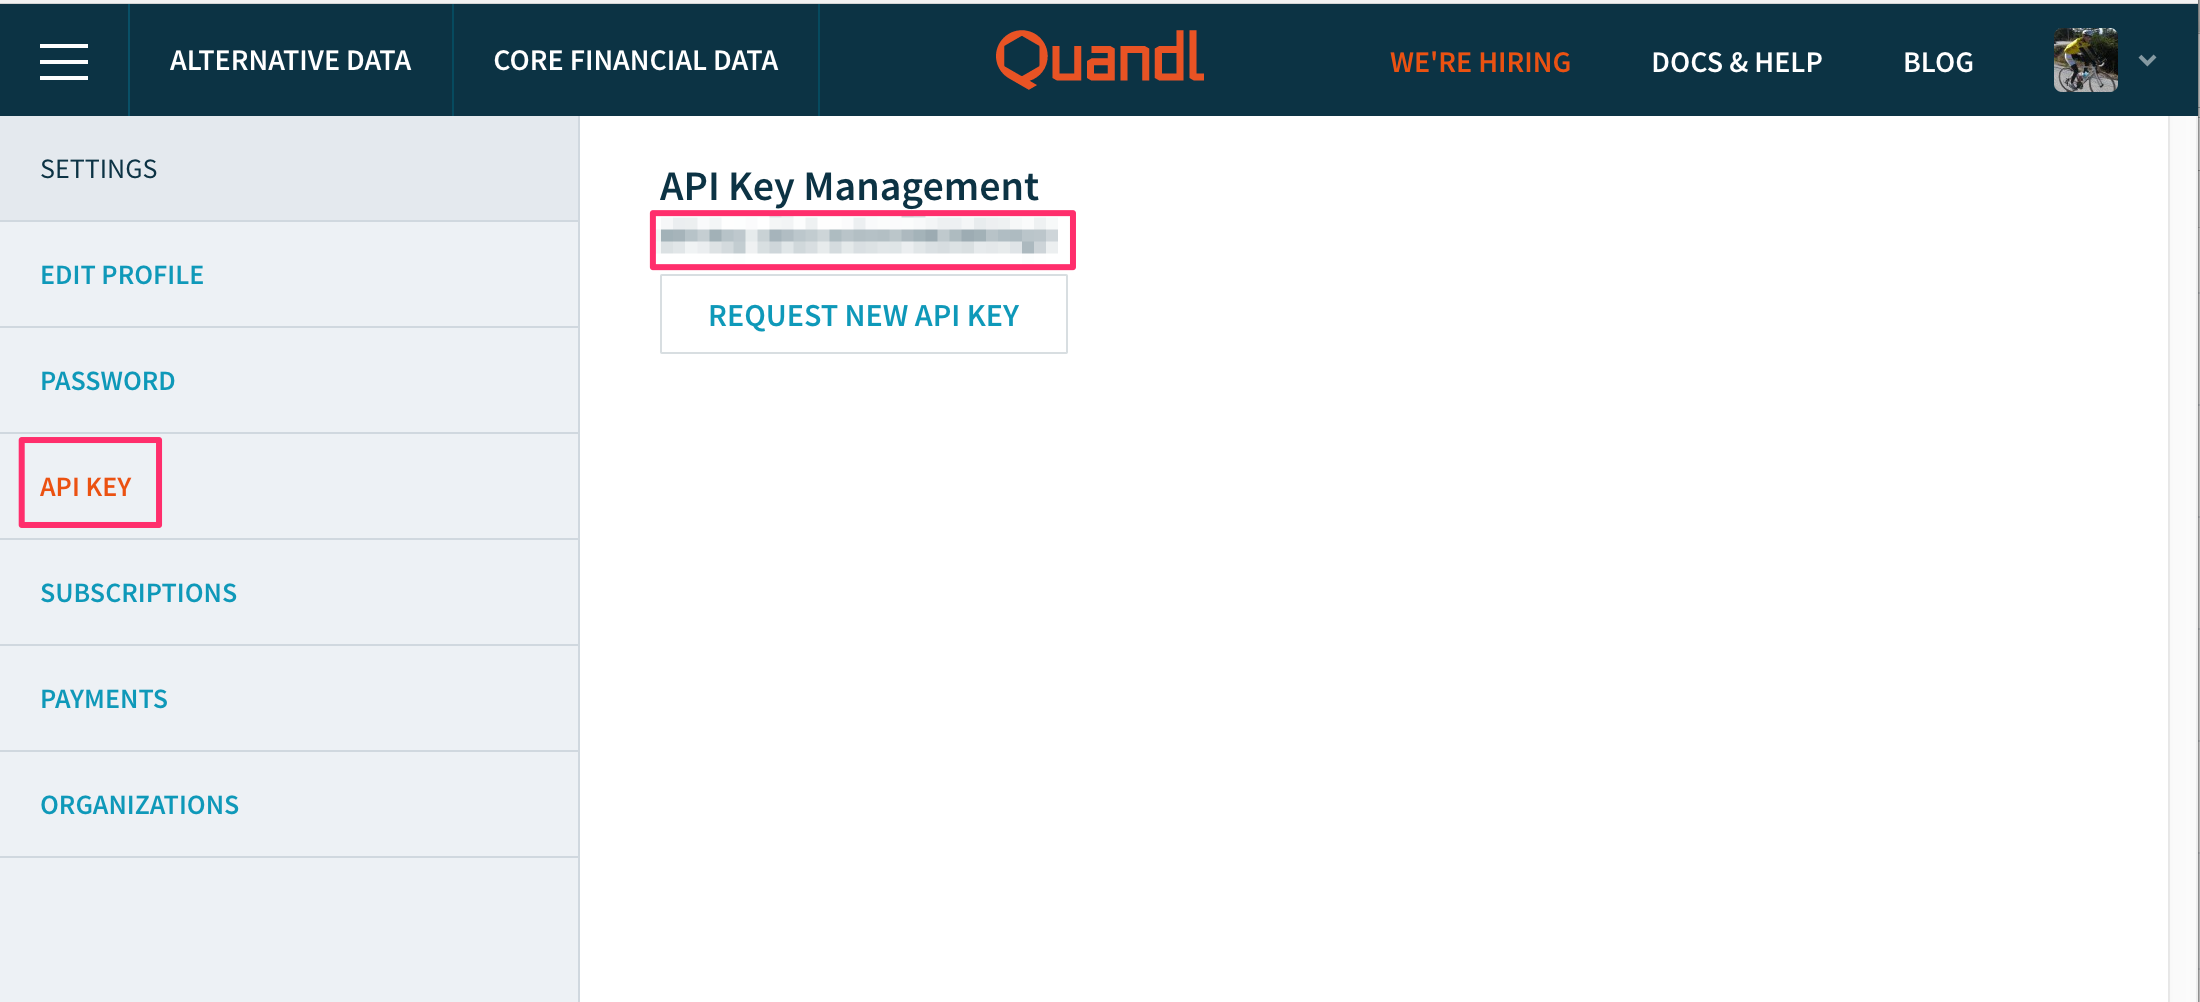 ALTERNATIVE DATA
CORE FINANCIAL DATA
Quandl
WE'RE HIRING
DOCS & HELP
BLOG
SETTINGS
EDIT PROFILE
PASSWORD
API KEY
SUBSCRIPTIONS
PAYMENTS
ORGANIZATIONS
API Key Management
REQUEST NEW API KEY